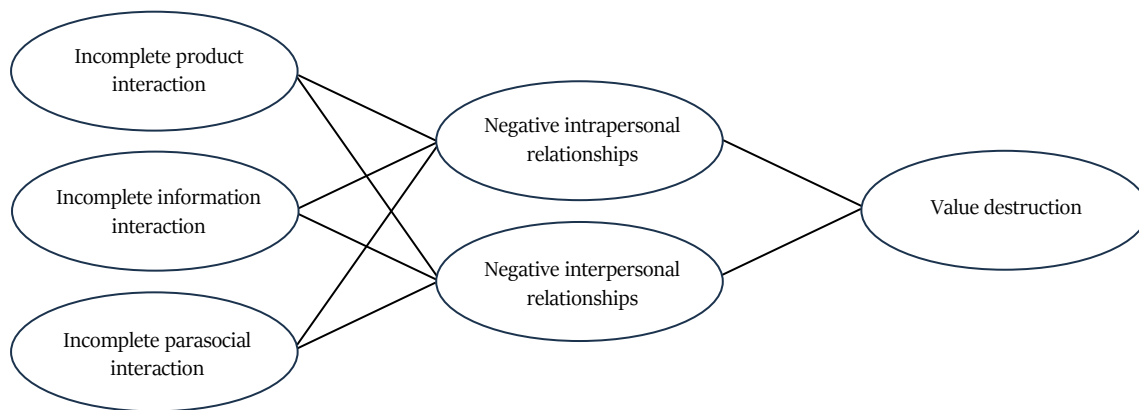 Incomplete product
interaction
Incomplete information
interaction
Incomplete parasocial
interaction
Negative intrapersonal
relationships
Negative interpersonal
relationships
Value destruction